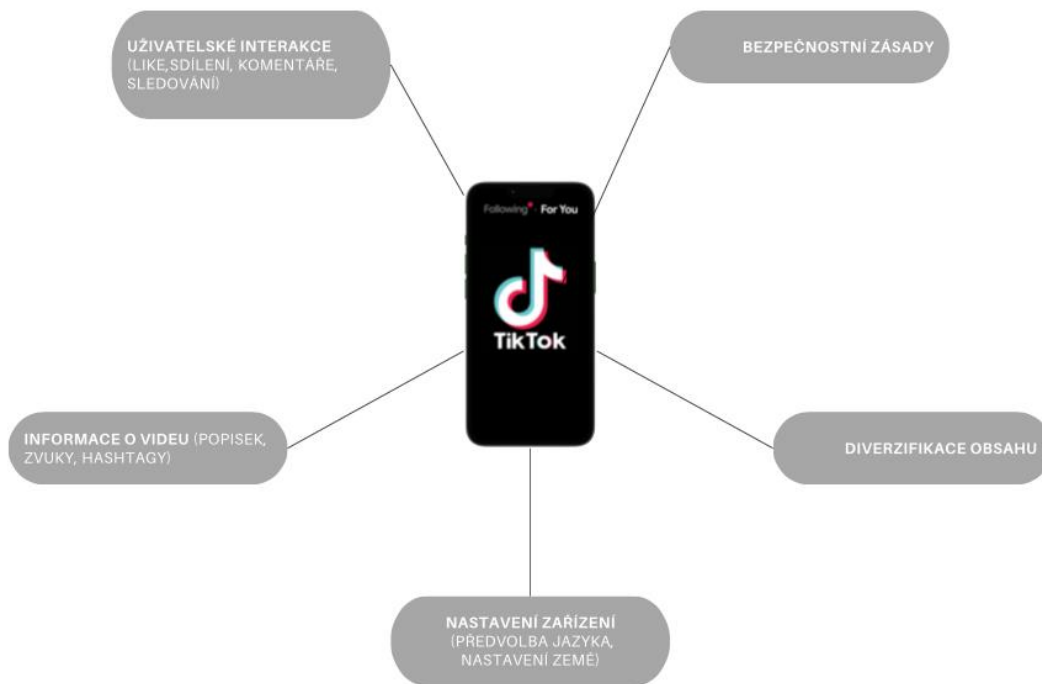 UŽIVATELSKÉ INTERAKCE
(LIKE,SDÍLENÍ, KOMENTÁŘE,
SLEDOVÁNÍ)
BEZPEČNOSTNÍ ZÁSADY
Following For You
TikTok
INFORMACE O VIDEU (POPISEK,
ZVUKY, HASHTAGY)
DIVERZIFIKACE OBSAHU
NASTAVENÍ ZAŘÍZENÍ
(PŘEDVOLBA JAZYKA,
NASTAVENÍ ZEMĚ)